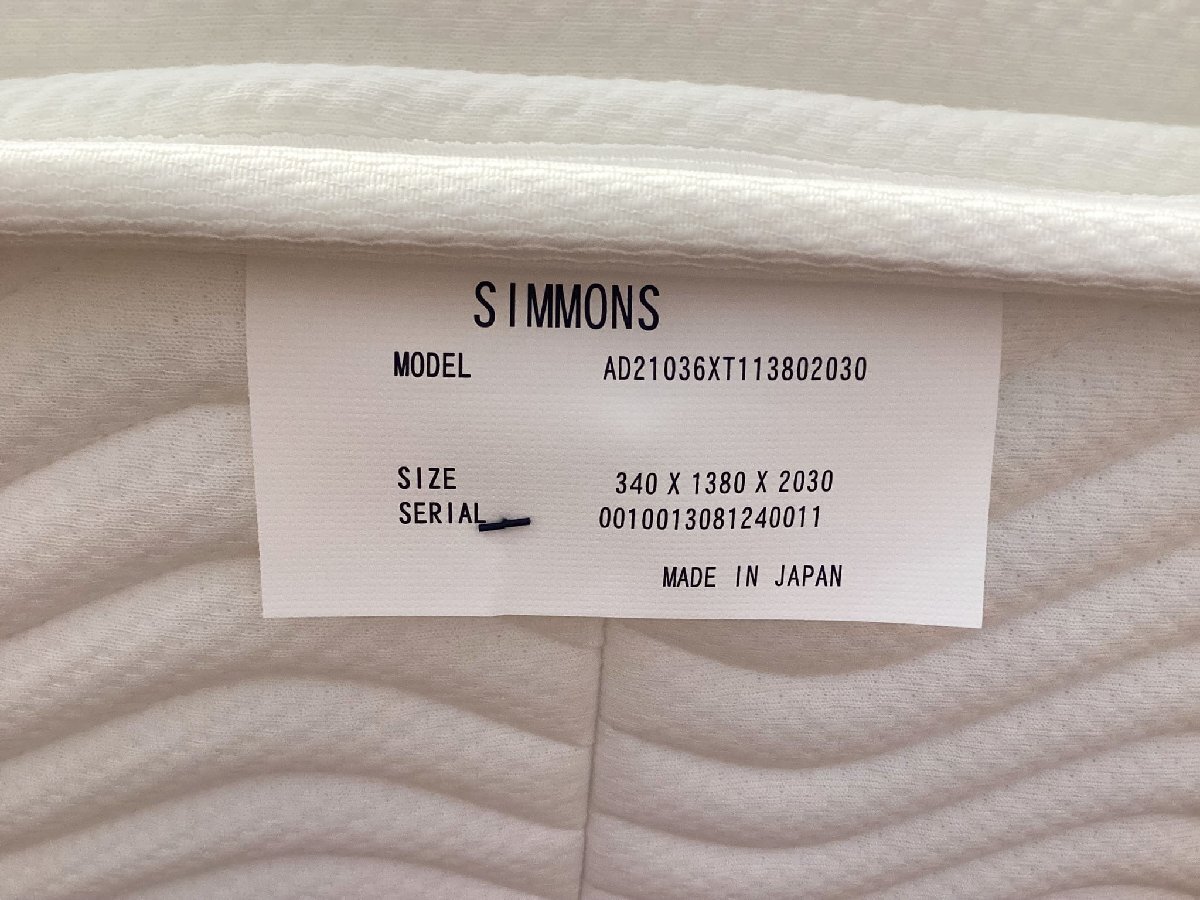 SIMMONS
MODEL AD21036XT113802030
SIZE 340 X 1380 X 2030
SERIAL 0010013081240011
MADE IN JAPAN